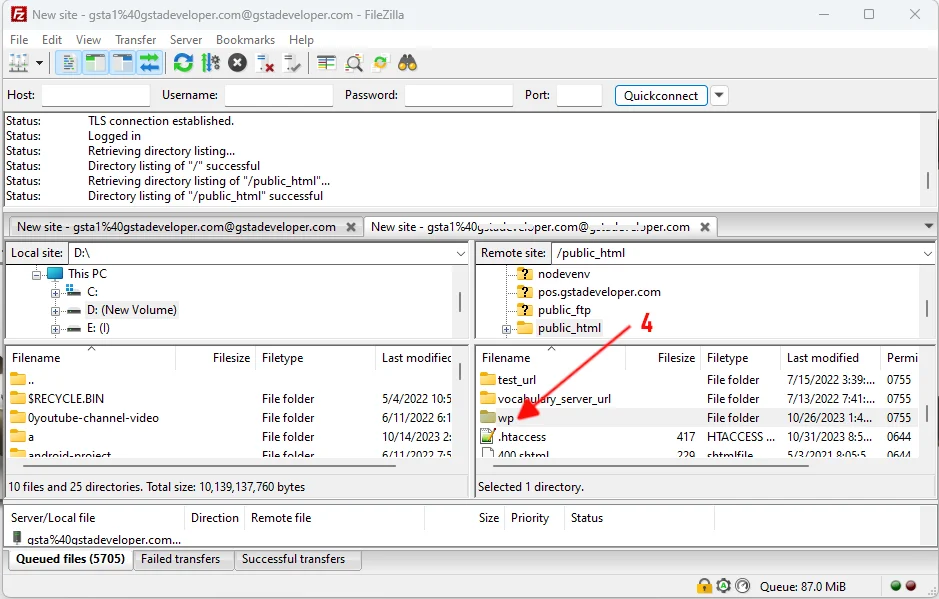 New site - gsta1%40gstadeveloper.com@gstadeveloper.com - FileZilla
File Edit View Transfer Server Bookmarks Help
Host: Username: Password: Port: Quickconnect
Status: TLS connection established.
Status: Logged in
Status: Retrieving directory listing...
Status: Directory listing of "/" successful
Status: Retrieving directory listing of "/public_html"...
Status: Directory listing of "/public_html" successful
New site - gsta1%40gstadeveloper.com@gstadeveloper.com New site - gsta1%40gstadeveloper.com@gstadeveloper.com
Local site: D:\ Remote site: /public_html
This PC
C:
D: (New Volume)
E: (I)
nodevenv
pos.gstadeveloper.com
public_ftp
public_html
4
Filename Filesize Filetype Last modified
..
$RECYCLE.BIN File folder 5/4/2022 10:5
0youtube-channel-video File folder 6/11/2022 6:1
a File folder 10/14/2023 2:
android-project File folder 6/11/2022 7:5
10 files and 25 directories. Total size: 10,139,137,760 bytes
Filename Filesize Filetype Last modified Permi
test_url File folder 7/15/2022 3:39:... 0755
vocabulary_server_url File folder 7/13/2022 7:41:... 0755
wp File folder 10/26/2023 1:4... 0755
.htaccess 417 HTACCESS ... 10/31/2023 8:5... 0644
400.shtml 229 shtmlfile 5/3/2021 8:05:5... 0644
Selected 1 directory.
Server/Local file Direction Remote file Size Priority Status
gsta%40gstadeveloper.com...
Queued files (5705) Failed transfers Successful transfers
Queue: 87.0 MiB